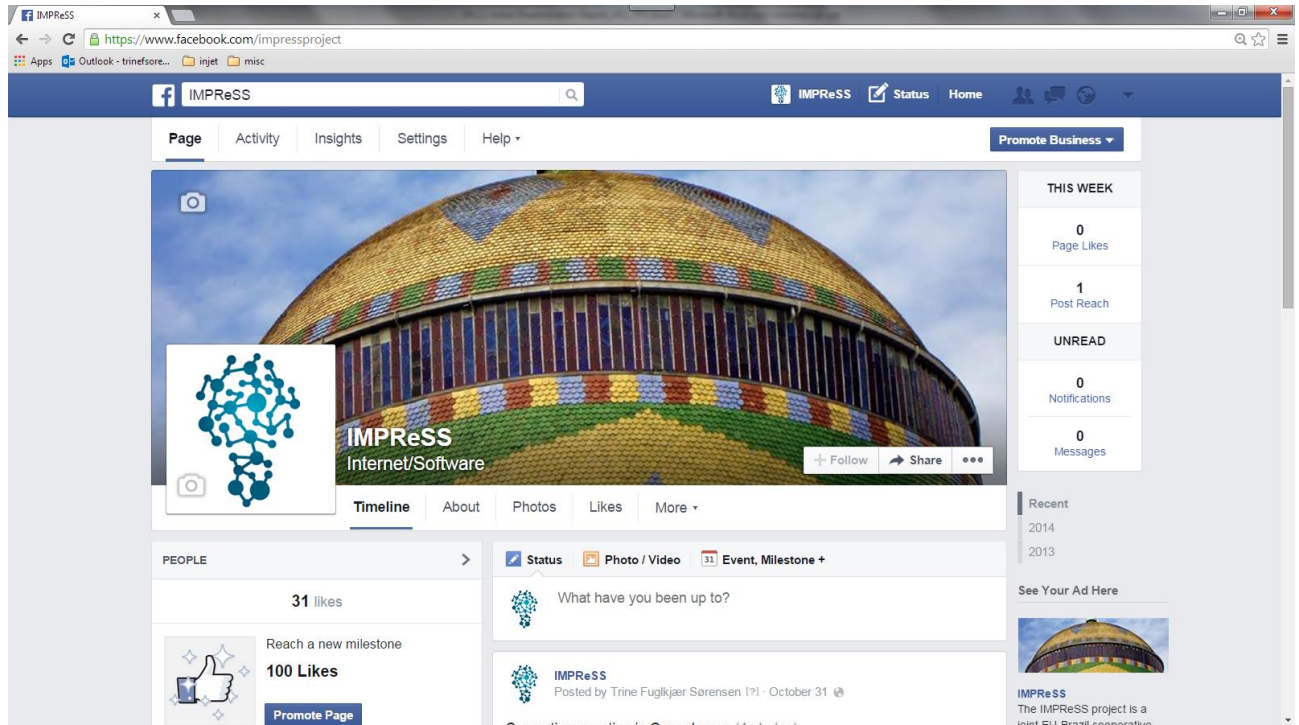 IMPReSS
https://www.facebook.com/impressproject
Apps Outlook - trinefsore... injet misc
IMPReSS
IMPReSS Status Home
Page Activity Insights Settings Help
Promote Business
IMPReSS
Internet/Software
+ Follow Share
Timeline About Photos Likes More
THIS WEEK
0
Page Likes
1
Post Reach
UNREAD
0
Notifications
0
Messages
Recent
2014
2013
PEOPLE
31 likes
Reach a new milestone
100 Likes
Promote Page
Status Photo / Video 31 Event, Milestone +
What have you been up to?
IMPReSS
Posted by Trine Fuglkjær Sørensen [?] · October 31
See Your Ad Here
IMPReSS
The IMPReSS project is a
joint EU-Brazil cooperative